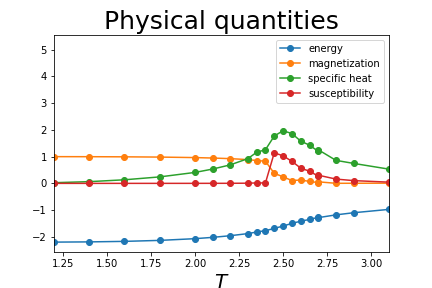 Physical quantities
energy
magnetization
specific heat
susceptibility
5
4
3
2
1
0
−1
−2
1.25 1.50 1.75 2.00 2.25 2.50 2.75 3.00
T